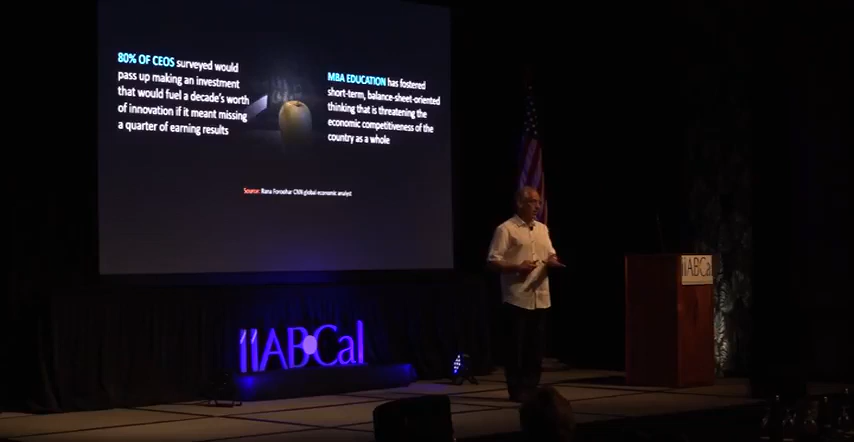 80% OF CEOS surveyed would
pass up making an investment
that would fuel a decade's worth
of innovation if it meant missing
a quarter of earning results
MBA EDUCATION has fostered
short-term, balance-sheet-oriented
thinking that is threatening the
economic competitiveness of the
country as a whole
Source: Rana Foroohar CNN global economic analyst
iiABCal
iiABCal